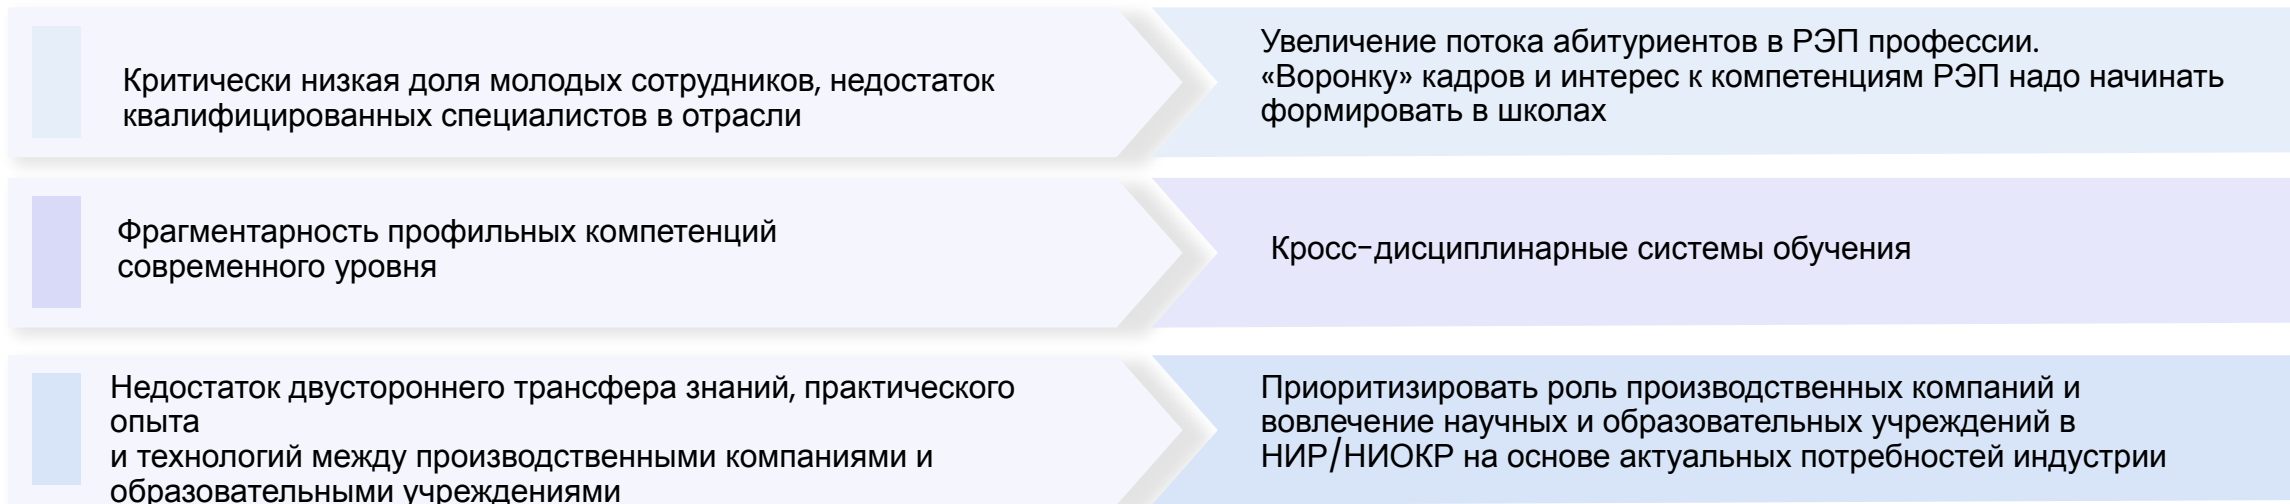 Критически низкая доля молодых сотрудников, недостаток
квалифицированных специалистов в отрасли
Увеличение потока абитуриентов в РЭП профессии.
«Воронку» кадров и интерес к компетенциям РЭП надо начинать
формировать в школах
Фрагментарность профильных компетенций
современного уровня
Кросс-дисциплинарные системы обучения
Недостаток двустороннего трансфера знаний, практического
опыта
и технологий между производственными компаниями и
образовательными учреждениями
Приоритизировать роль производственных компаний и
вовлечение научных и образовательных учреждений в
НИР/НИОКР на основе актуальных потребностей индустрии